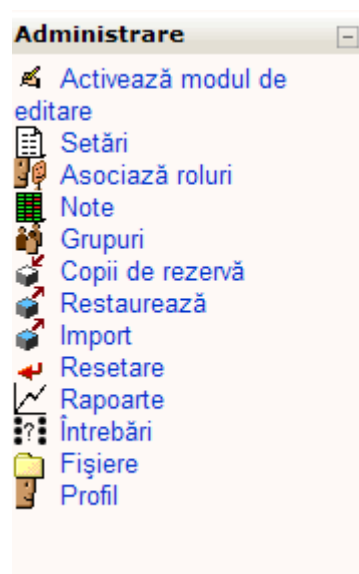 Administrare
Activează modul de
editare
Setări
Asociază roluri
Note
Grupuri
Copii de rezervă
Restaurează
Import
Resetare
Rapoarte
Întrebări
Fişiere
Profil